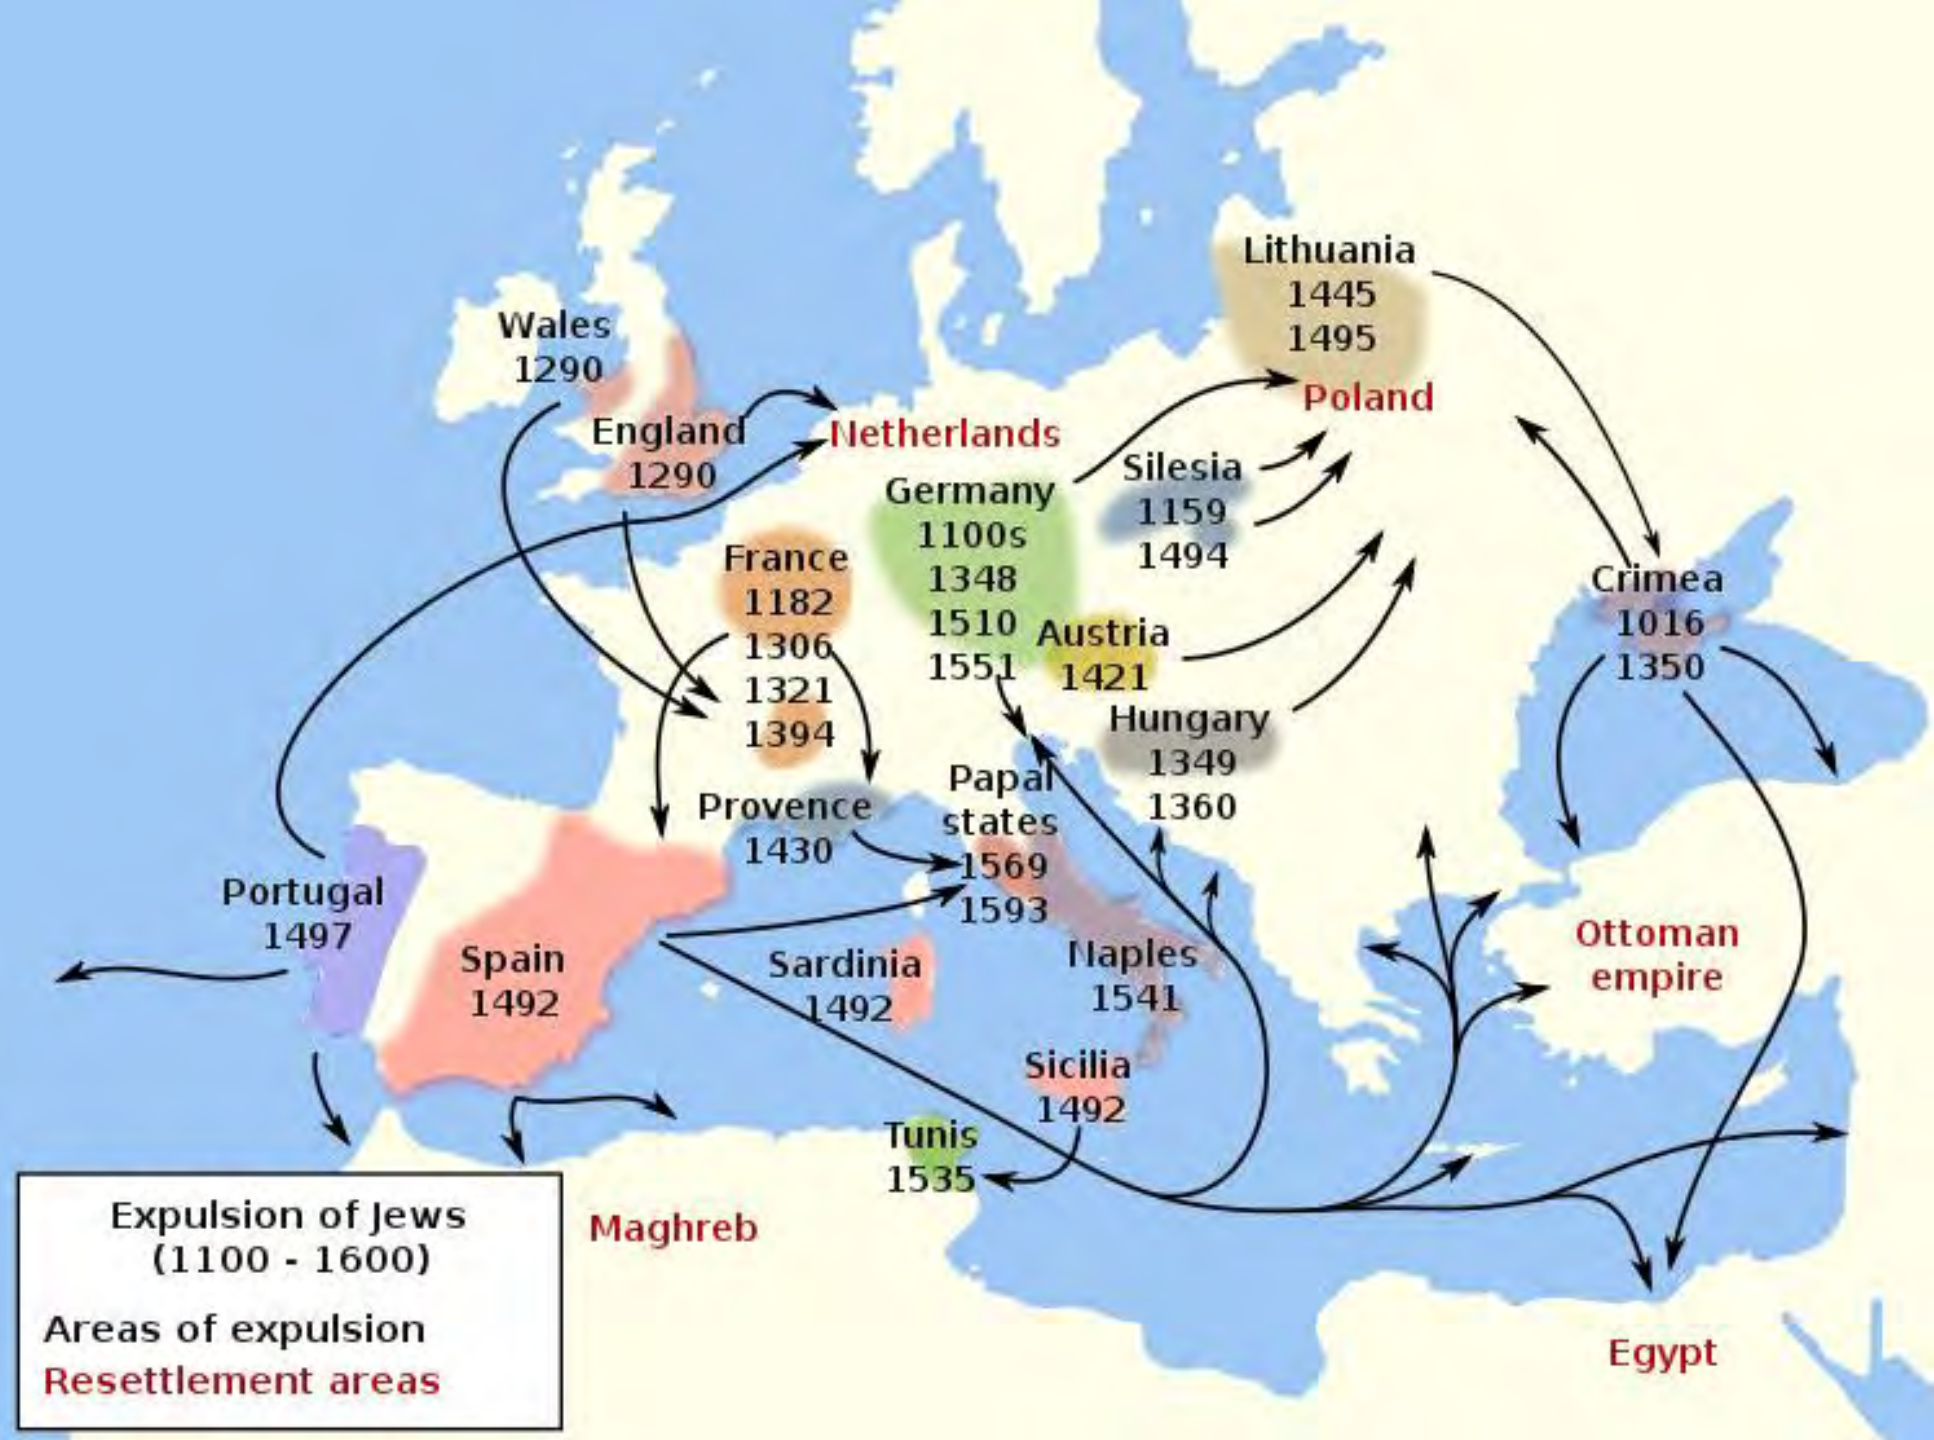 Lithuania
1445
1495
Wales
1290
Poland
England
1290
Netherlands
Silesia
1159
1494
Germany
1100s
1348
1510
1551
France
1182
1306
1321
1394
Crimea
1016
1350
Austria
1421
Hungary
1349
1360
Papal
states
1569
1593
Provence
1430
Portugal
1497
Spain
1492
Sardinia
1492
Naples
1541
Ottoman
empire
Sicilia
1492
Tunis
1535
Maghreb
Egypt
Expulsion of Jews
(1100 - 1600)
Areas of expulsion
Resettlement areas